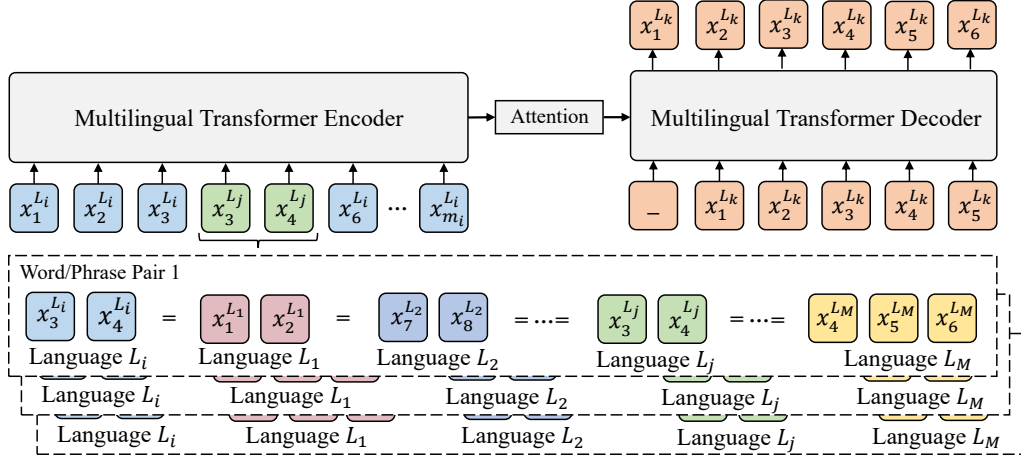 x_1^{L_k} x_2^{L_k} x_3^{L_k} x_4^{L_k} x_5^{L_k} x_6^{L_k}
Multilingual Transformer Encoder
Attention
Multilingual Transformer Decoder
x_1^{L_i} x_2^{L_i} x_3^{L_i} x_3^{L_j} x_4^{L_j} x_6^{L_i} ... x_{m_i}^{L_i}
– x_1^{L_k} x_2^{L_k} x_3^{L_k} x_4^{L_k} x_5^{L_k}
Word/Phrase Pair 1
x_3^{L_i} x_4^{L_i} = x_1^{L_1} x_2^{L_1} = x_7^{L_2} x_8^{L_2} =...= x_3^{L_j} x_4^{L_j} =...= x_4^{L_M} x_5^{L_M} x_6^{L_M}
Language L_i Language L_1 Language L_2 Language L_j Language L_M
Language L_i Language L_1 Language L_2 Language L_j Language L_M
Language L_i Language L_1 Language L_2 Language L_j Language L_M